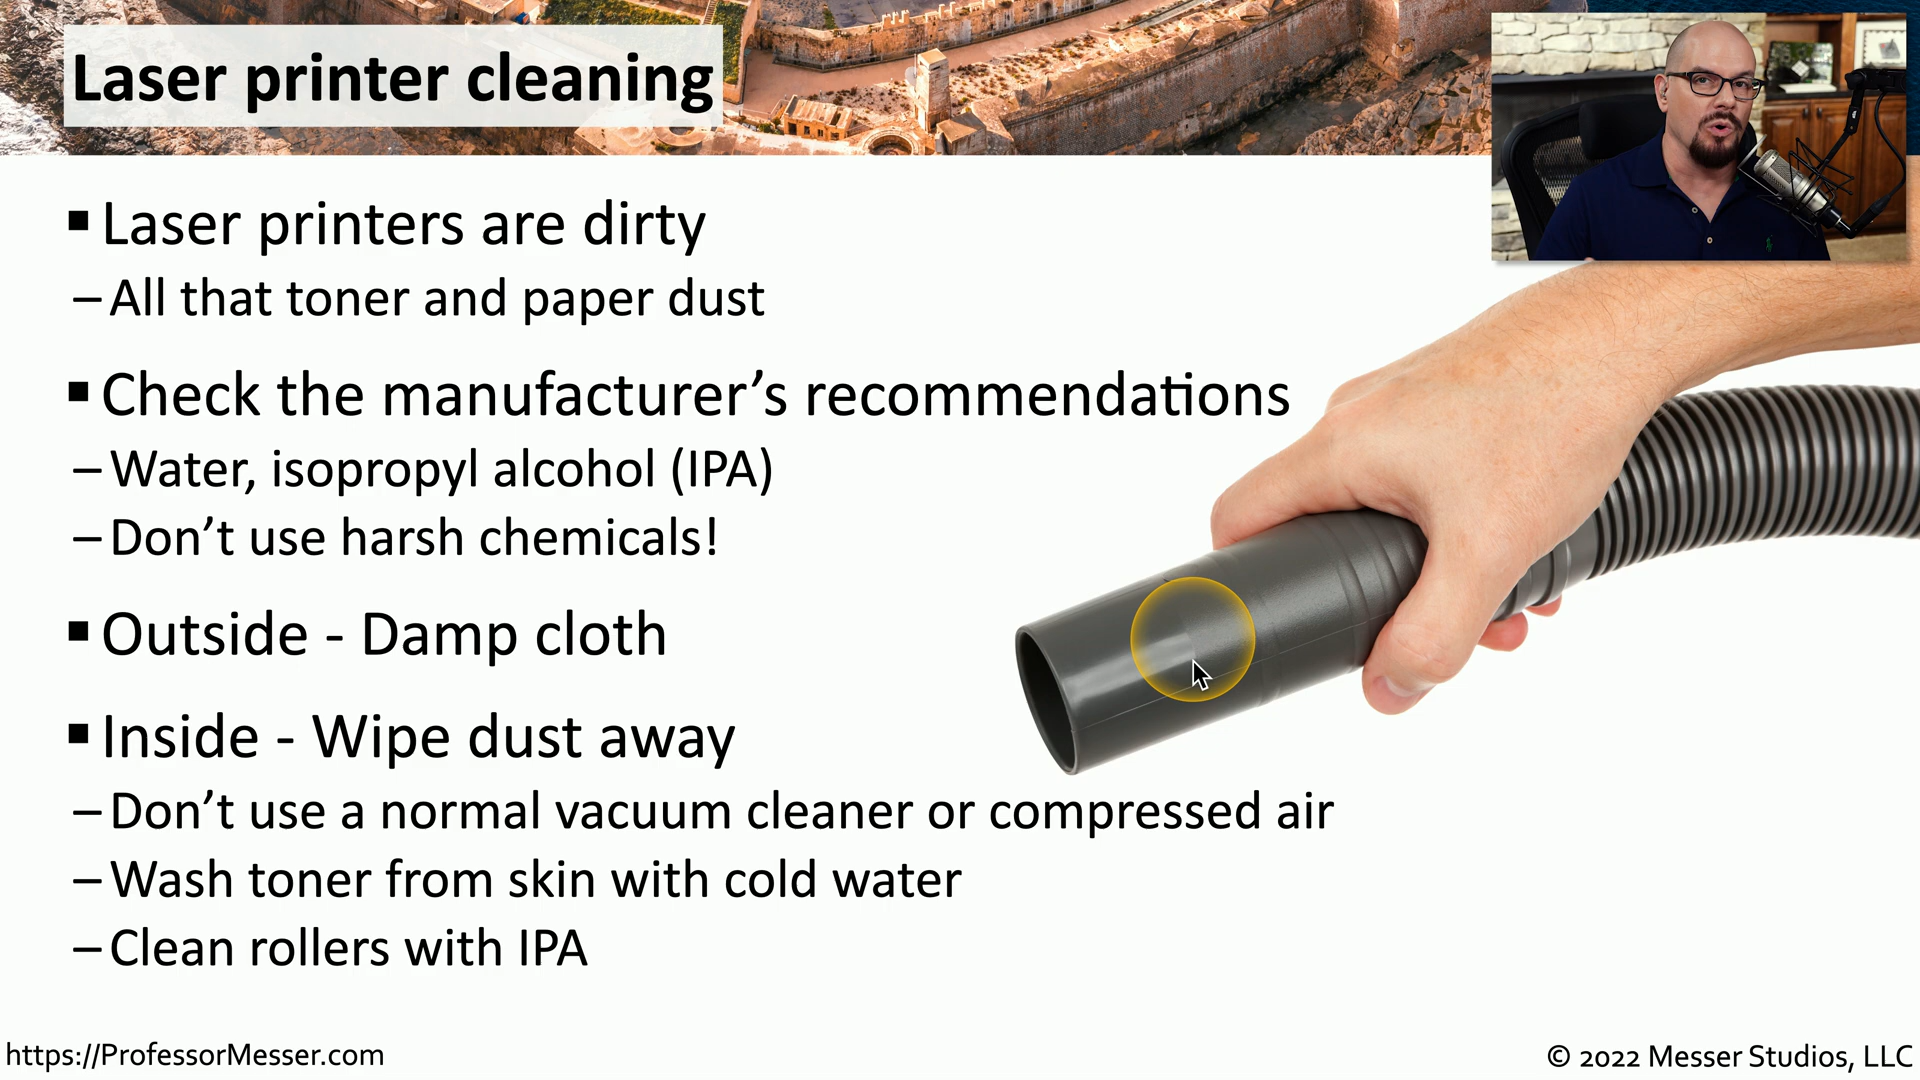 Laser printer cleaning
▪ Laser printers are dirty
– All that toner and paper dust
▪ Check the manufacturer’s recommendations
– Water, isopropyl alcohol (IPA)
– Don’t use harsh chemicals!
▪ Outside - Damp cloth
▪ Inside - Wipe dust away
– Don’t use a normal vacuum cleaner or compressed air
– Wash toner from skin with cold water
– Clean rollers with IPA
https://ProfessorMesser.com
© 2022 Messer Studios, LLC